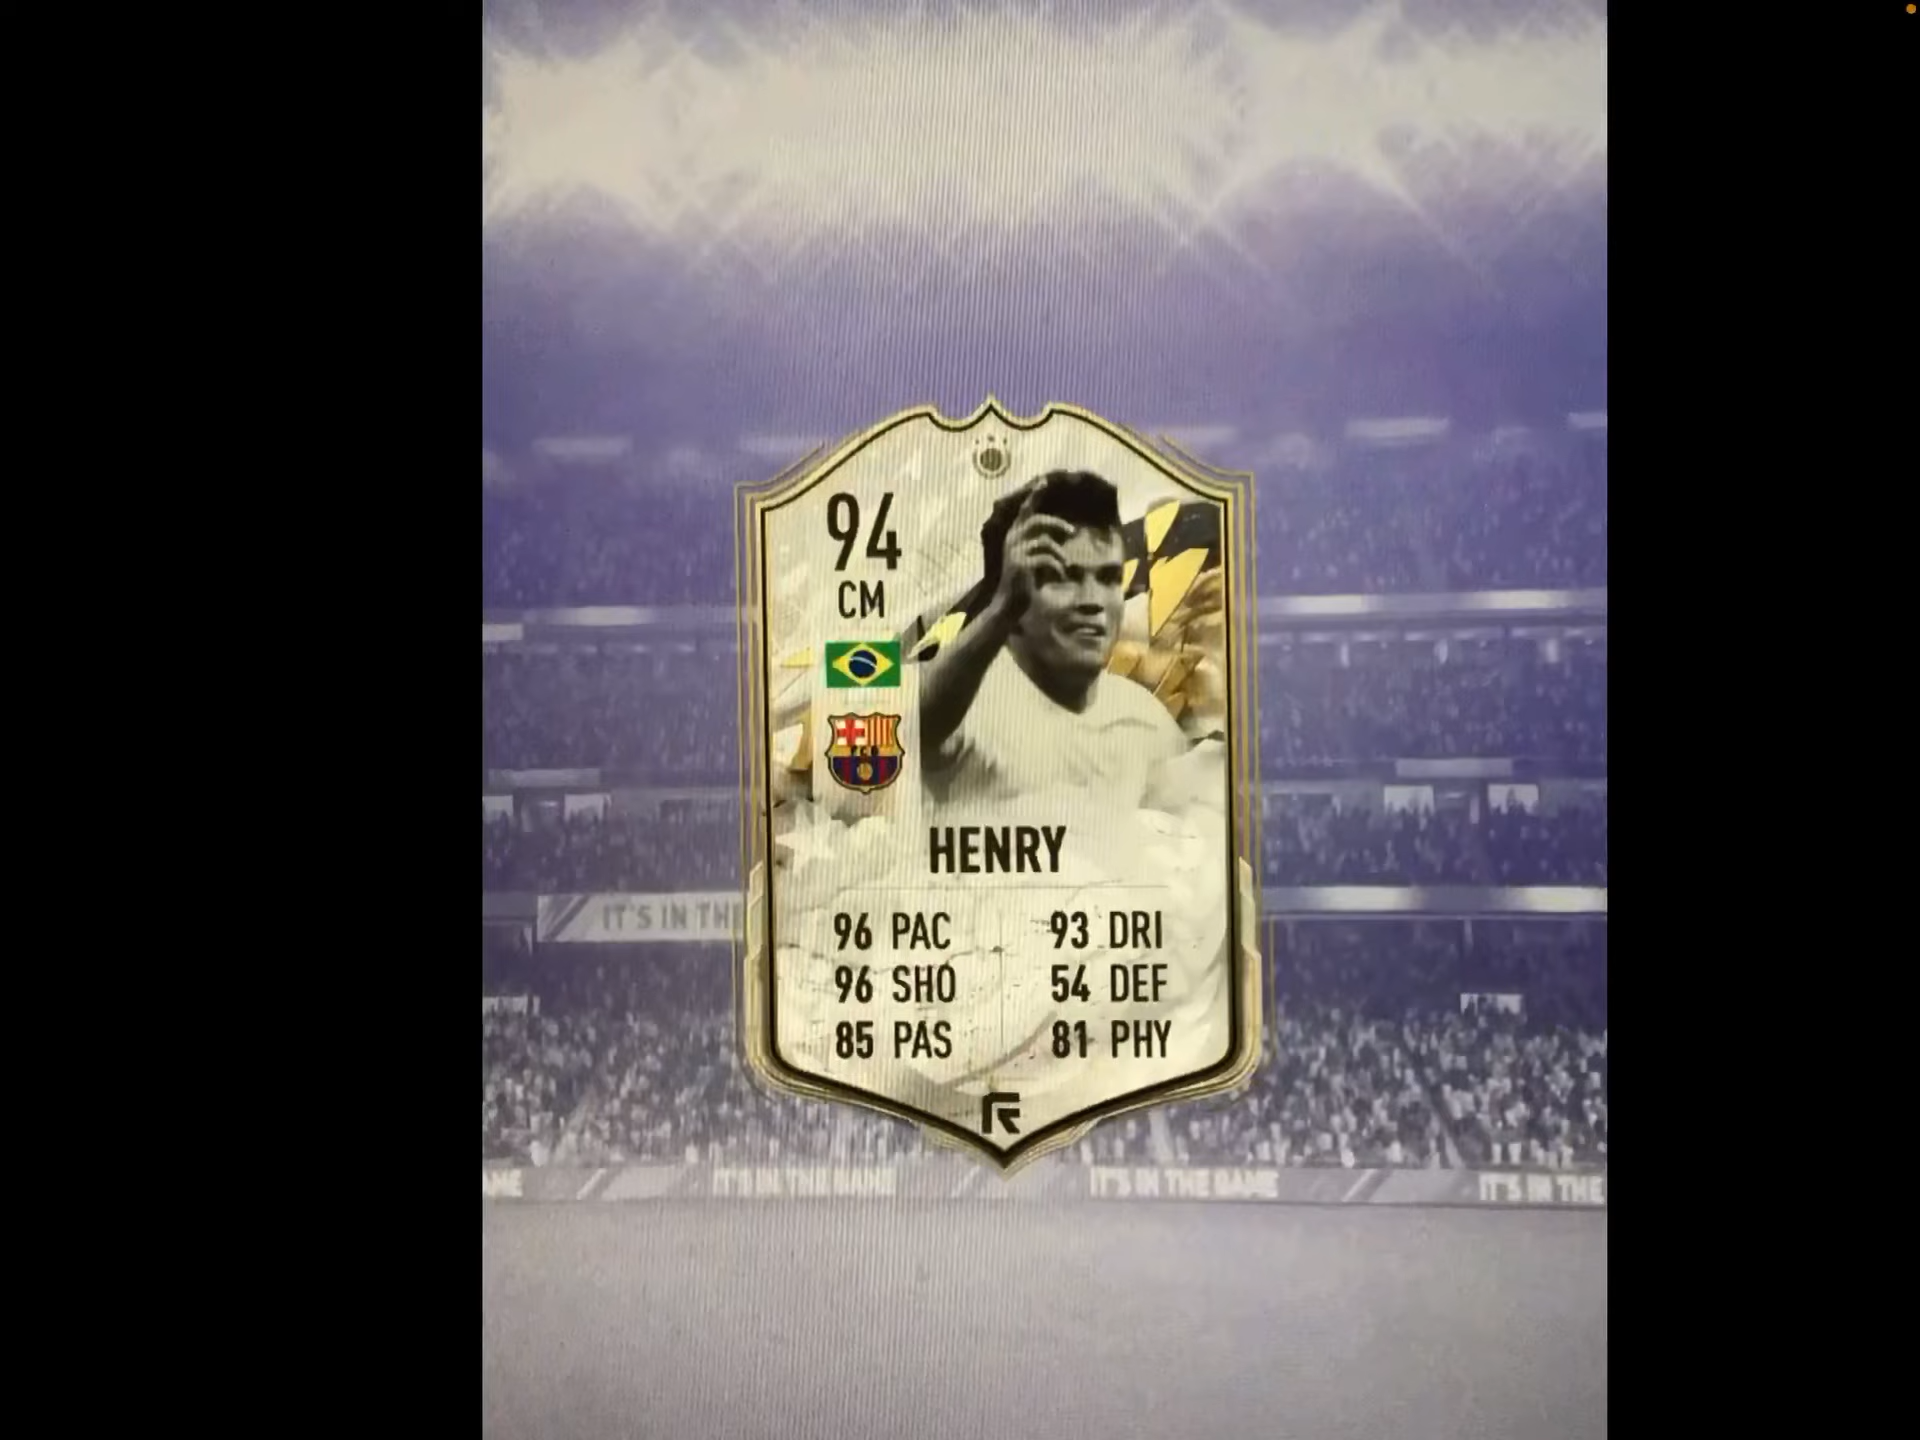 94
CM
HENRY
96 PAC
93 DRI
96 SHO
54 DEF
85 PAS
81 PHY
IT'S IN THE
IT'S IN THE GAME
IT'S IN THE GAME
IT'S IN THE